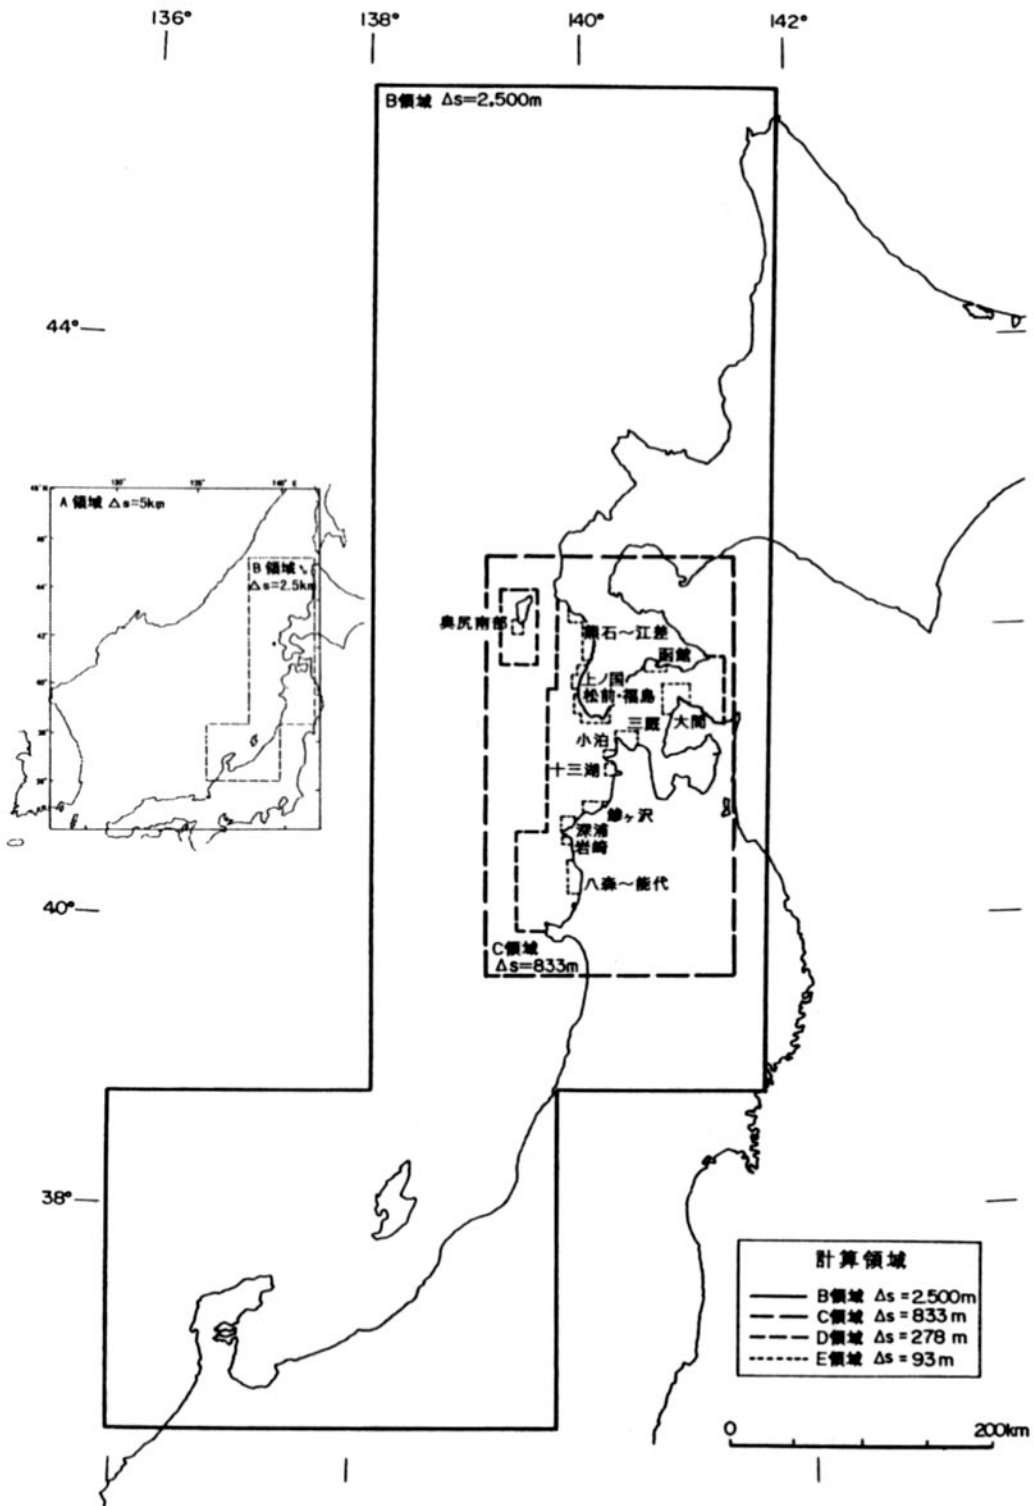 136°
138°
140°
142°
B領域 Δs=2,500m
44°
A領域 Δs=5km
B領域
Δs=2.5km
奥尻南部
熊石～江差
函館
上ノ国
松前・福島
三厩
大間
小泊
十三湖
鰺ヶ沢
深浦
岩崎
八森～能代
40°
C領域
Δs=833m
38°
計算領域
B領域 Δs=2,500m
C領域 Δs=833m
D領域 Δs=278m
E領域 Δs=93m
0
200km